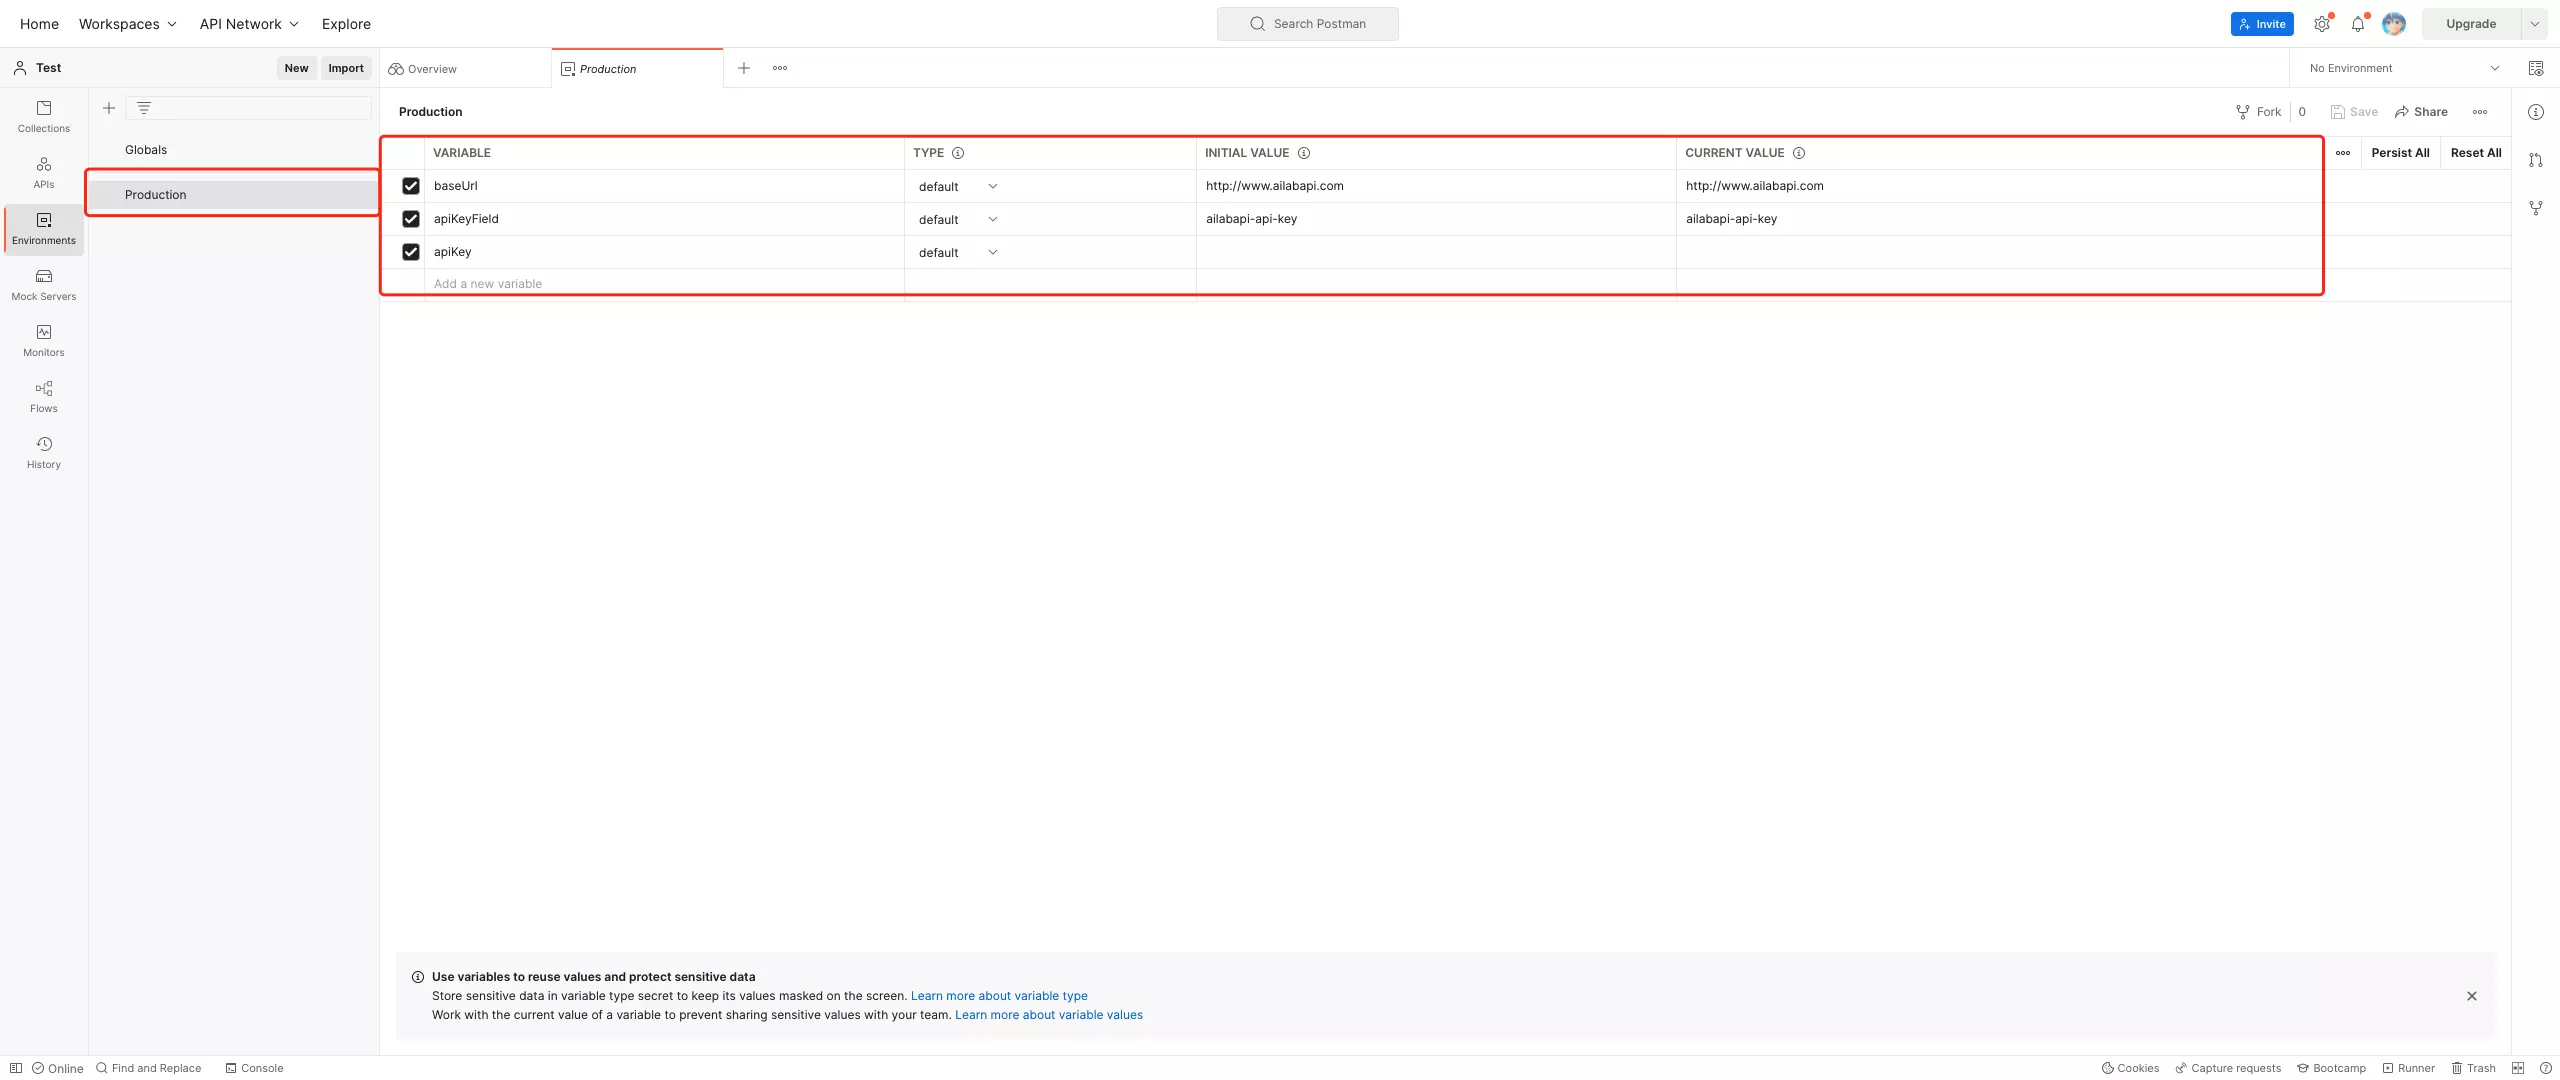 Home Workspaces API Network Explore Search Postman Invite Upgrade
Test New Import Overview Production No Environment
Production Fork 0 Save Share
Collections
APIs
Environments
Mock Servers
Monitors
Flows
History
Globals
Production
VARIABLE TYPE INITIAL VALUE CURRENT VALUE Persist All Reset All
baseUrl default http://www.ailabapi.com http://www.ailabapi.com
apiKeyField default ailabapi-api-key ailabapi-api-key
apiKey default
Add a new variable
Use variables to reuse values and protect sensitive data
Store sensitive data in variable type secret to keep its values masked on the screen. Learn more about variable type
Work with the current value of a variable to prevent sharing sensitive values with your team. Learn more about variable values
Online Find and Replace Console Cookies Capture requests Bootcamp Runner Trash